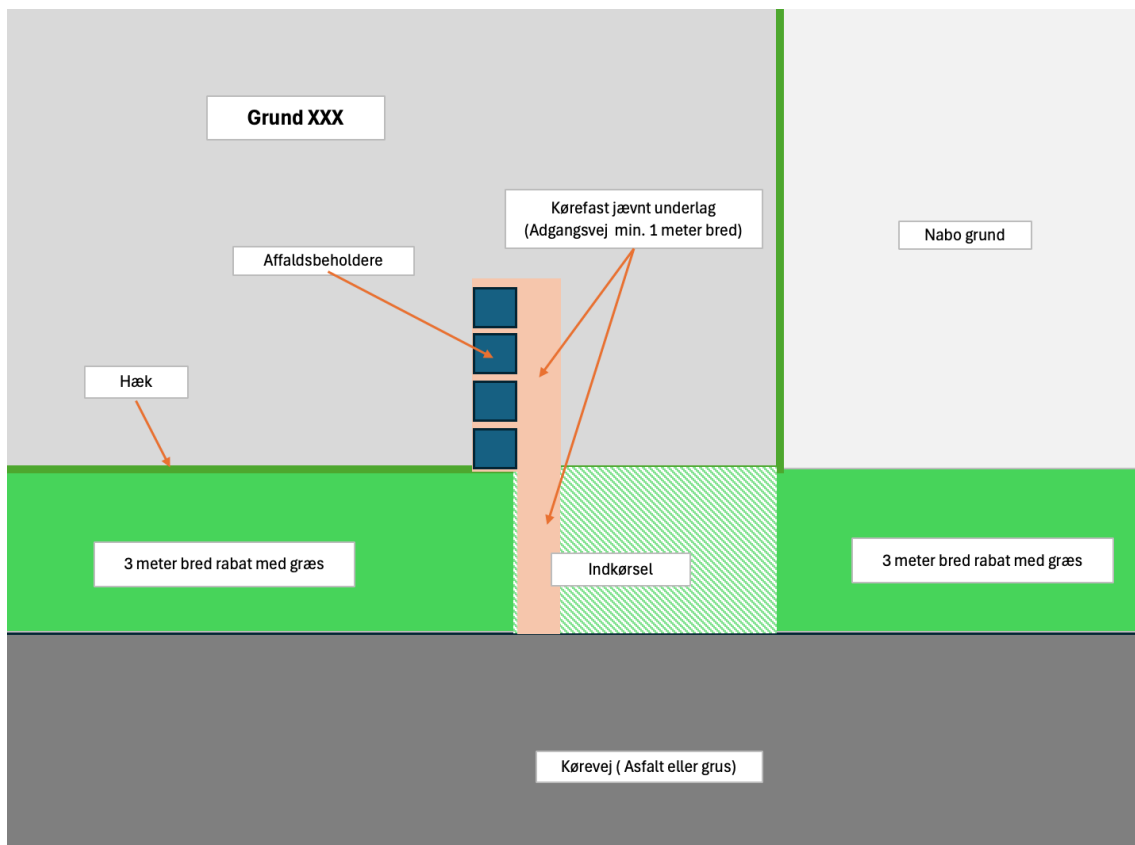 Grund XXX
Kørefast jævnt underlag
(Adgangsvej min. 1 meter bred)
Nabo grund
Affaldsbeholdere
Hæk
3 meter bred rabat med græs
Indkørsel
3 meter bred rabat med græs
Kørevej ( Asfalt eller grus)